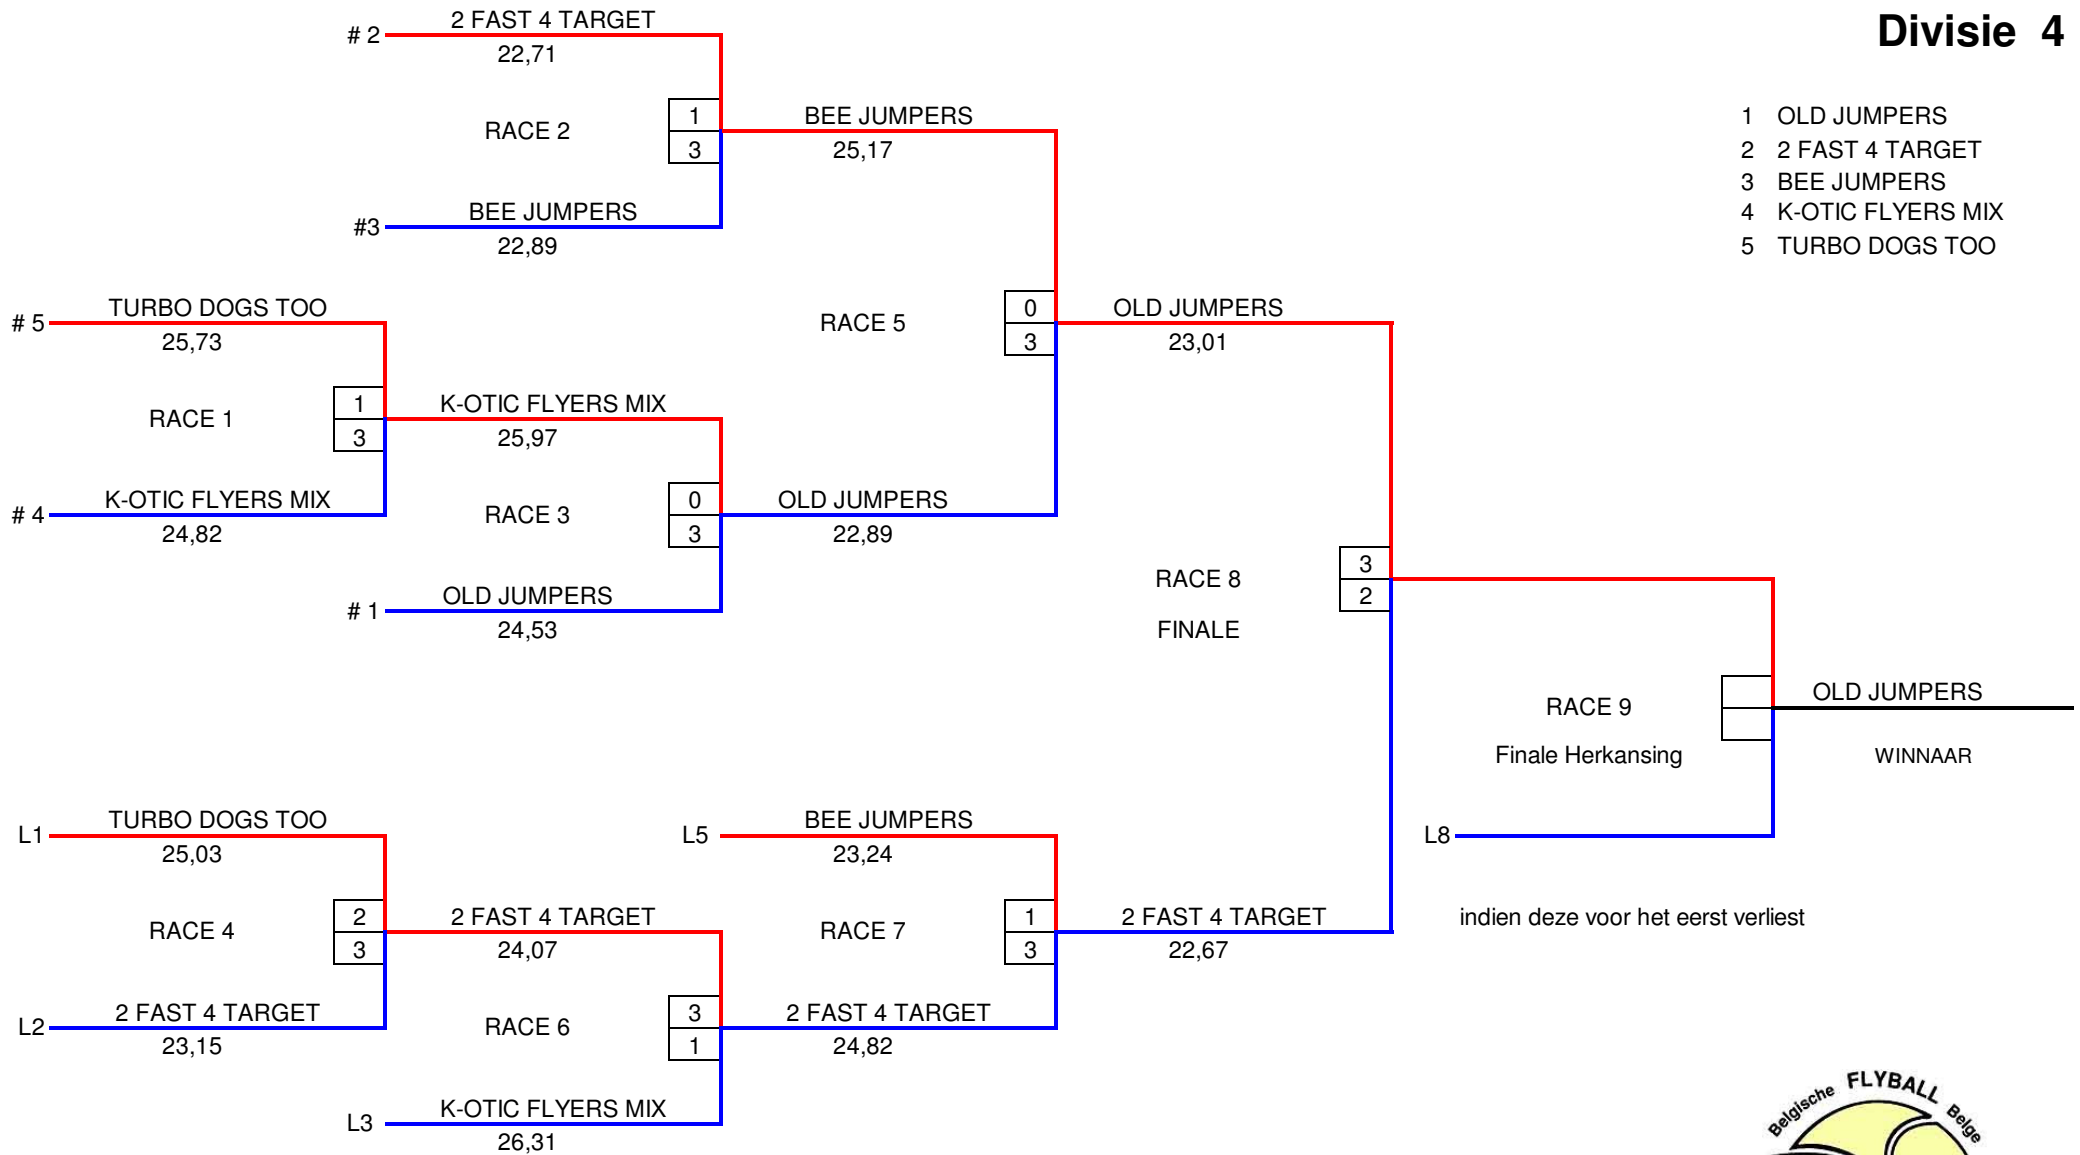 Divisie 4
1 OLD JUMPERS
2 2 FAST 4 TARGET
3 BEE JUMPERS
4 K-OTIC FLYERS MIX
5 TURBO DOGS TOO
# 2 2 FAST 4 TARGET
22,71
RACE 2
1
3
#3 BEE JUMPERS
22,89
BEE JUMPERS
25,17
# 5 TURBO DOGS TOO
25,73
RACE 1
1
3
# 4 K-OTIC FLYERS MIX
24,82
K-OTIC FLYERS MIX
25,97
RACE 3
0
3
# 1 OLD JUMPERS
24,53
OLD JUMPERS
22,89
RACE 5
0
3
OLD JUMPERS
23,01
RACE 8
FINALE
3
2
L1 TURBO DOGS TOO
25,03
RACE 4
2
3
L2 2 FAST 4 TARGET
23,15
2 FAST 4 TARGET
24,07
RACE 6
3
1
L3 K-OTIC FLYERS MIX
26,31
L5 BEE JUMPERS
23,24
RACE 7
1
3
2 FAST 4 TARGET
24,82
2 FAST 4 TARGET
22,67
RACE 9
Finale Herkansing
OLD JUMPERS
WINNAAR
L8
indien deze voor het eerst verliest
Belgische FLYBALL Belge